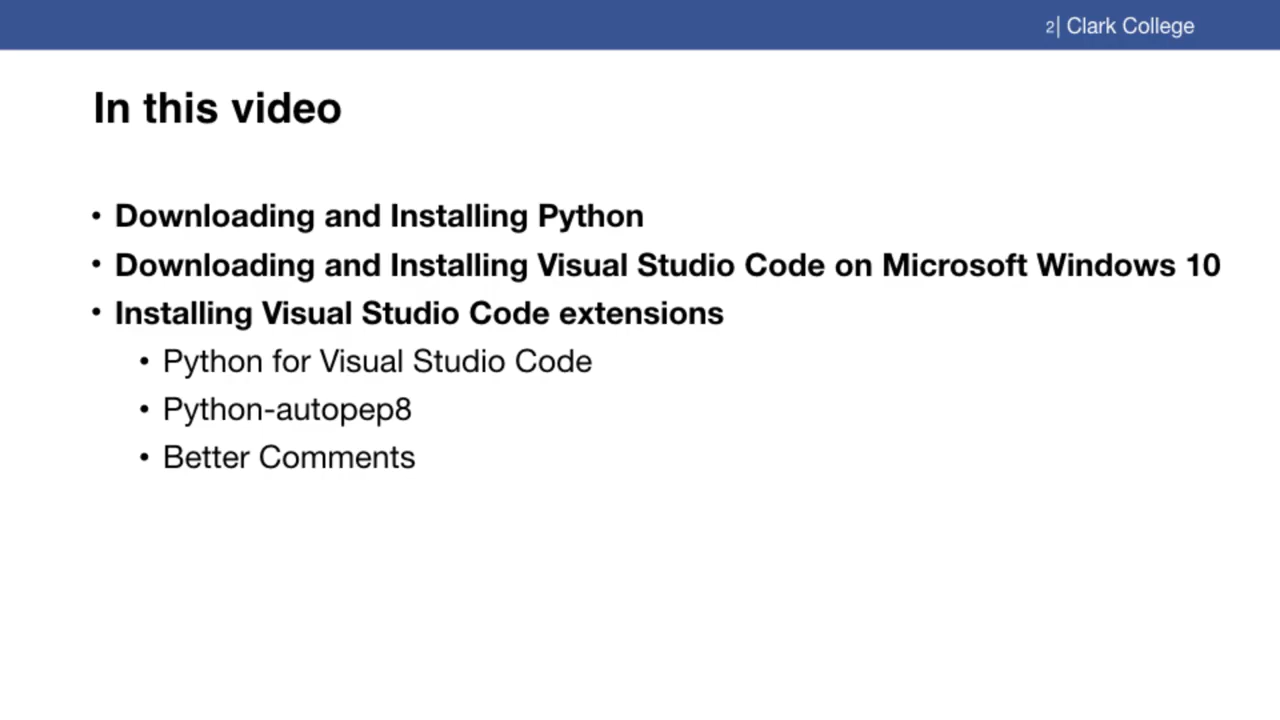 2| Clark College
In this video
• Downloading and Installing Python
• Downloading and Installing Visual Studio Code on Microsoft Windows 10
• Installing Visual Studio Code extensions
• Python for Visual Studio Code
• Python-autopep8
• Better Comments